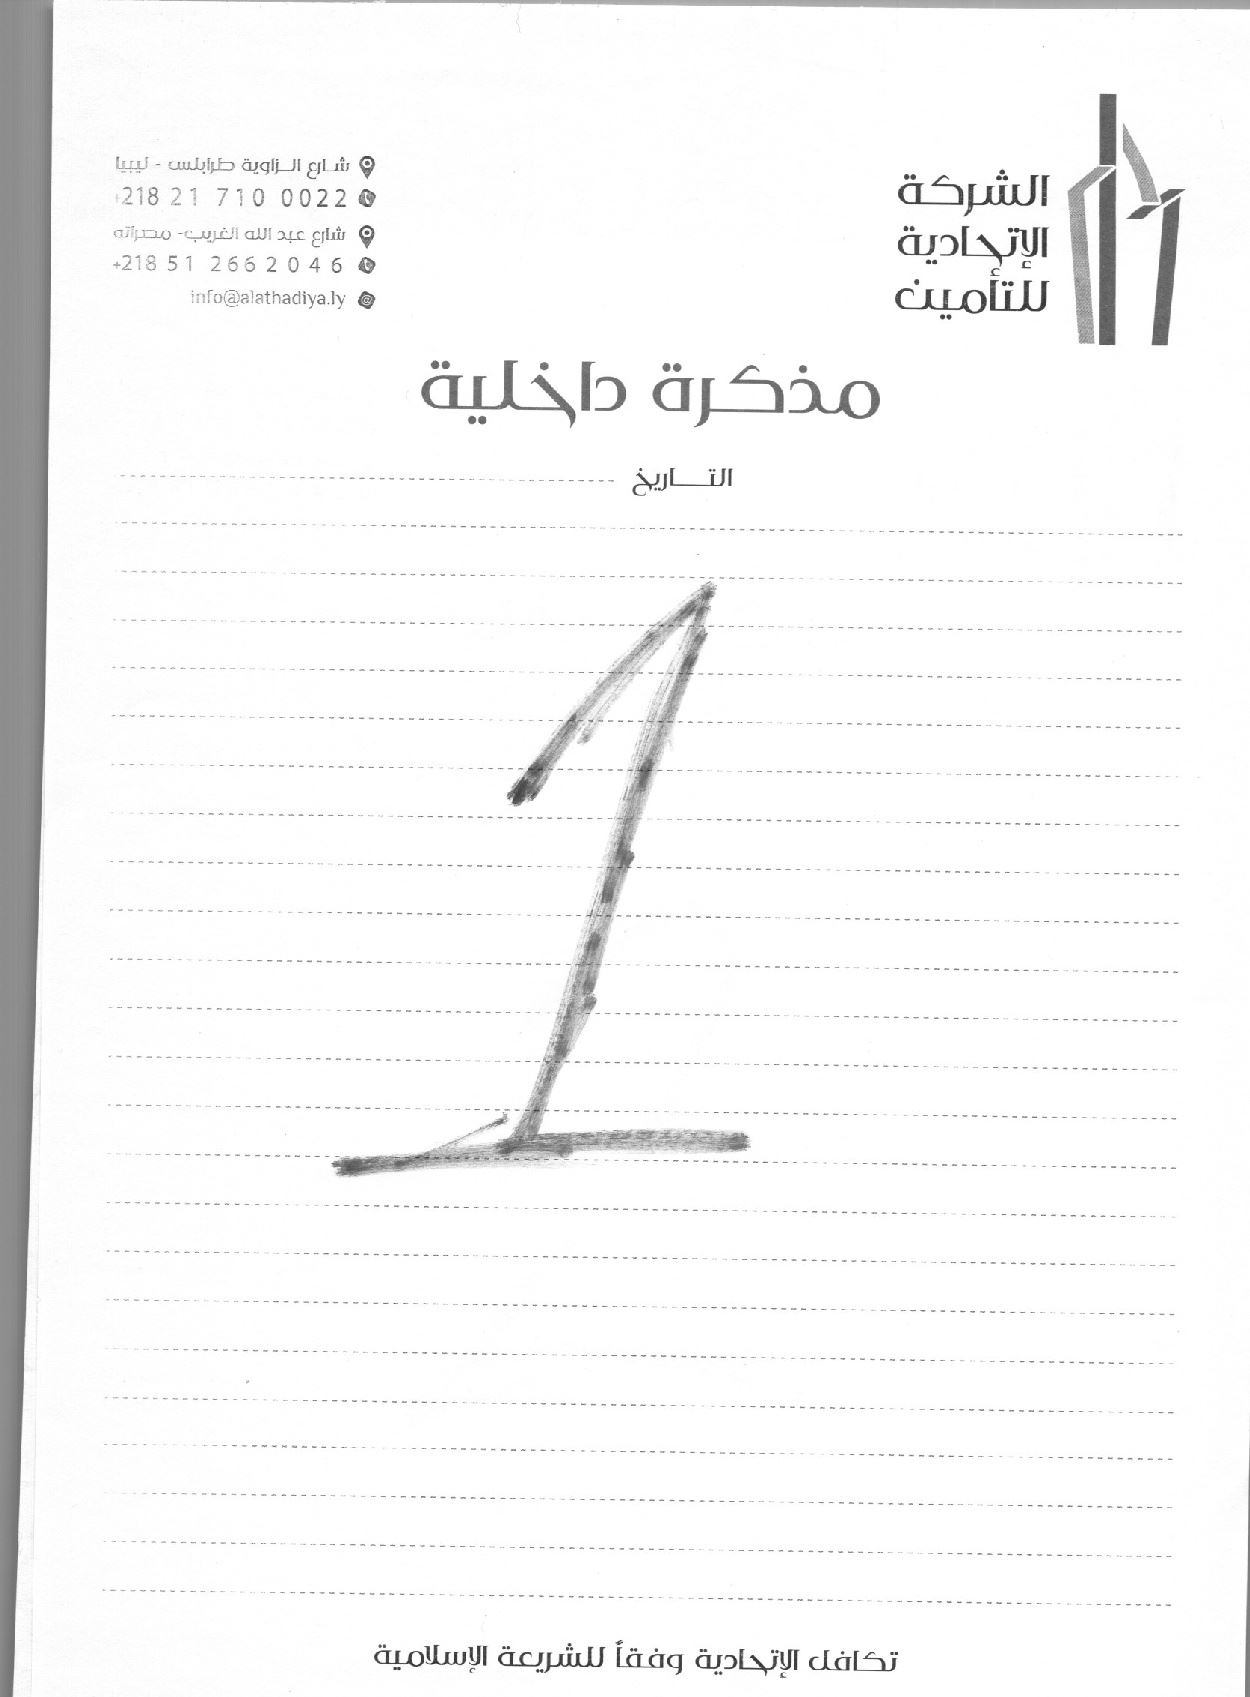 الشركة
الإتحادية
للتأمين
شارع الزاوية طرابلس - ليبيا
+218 21 710 0022
شارع عبد الله الغريب- مصراته
+218 51 2662046
info@alathadiya.ly
مذكرة داخلية
التاريخ
1
تكافل الإتحادية وفقاً للشريعة الإسلامية